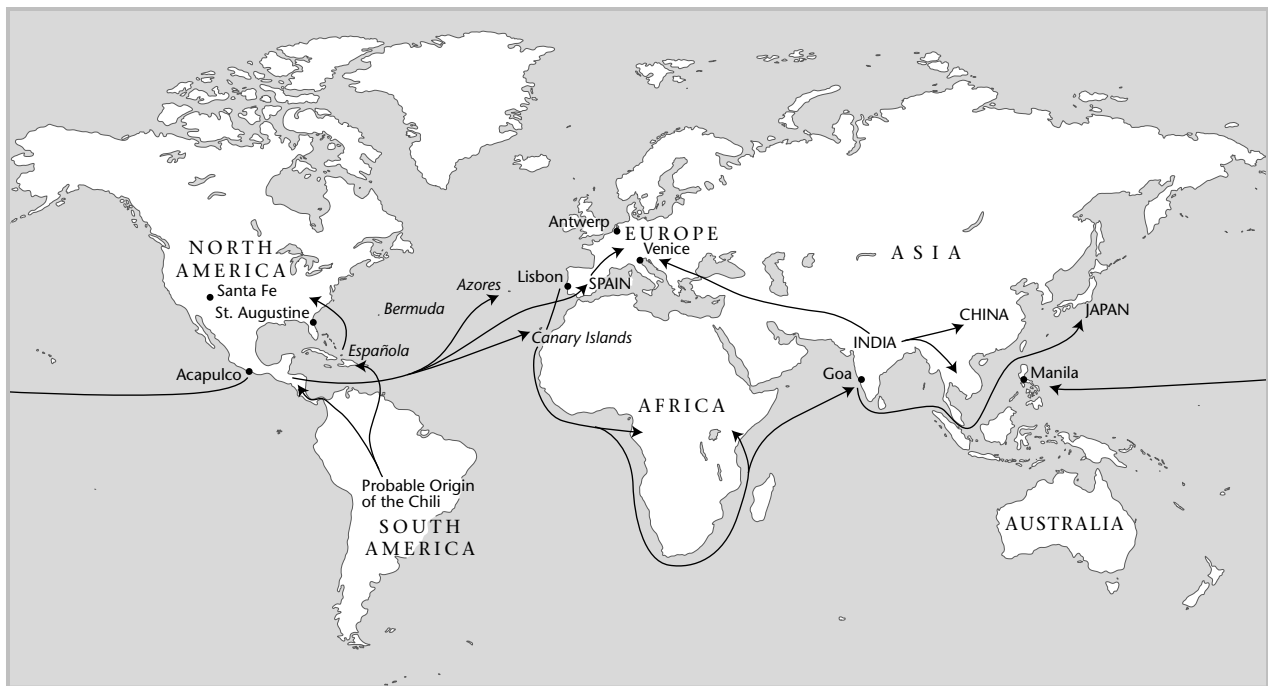 Antwerp
EUROPE
Venice
NORTH
AMERICA
ASIA
Santa Fe
St. Augustine
Lisbon
SPAIN
Azores
Bermuda
CHINA
JAPAN
Canary Islands
INDIA
Española
Acapulco
Goa
Manila
AFRICA
Probable Origin
of the Chili
SOUTH
AMERICA
AUSTRALIA